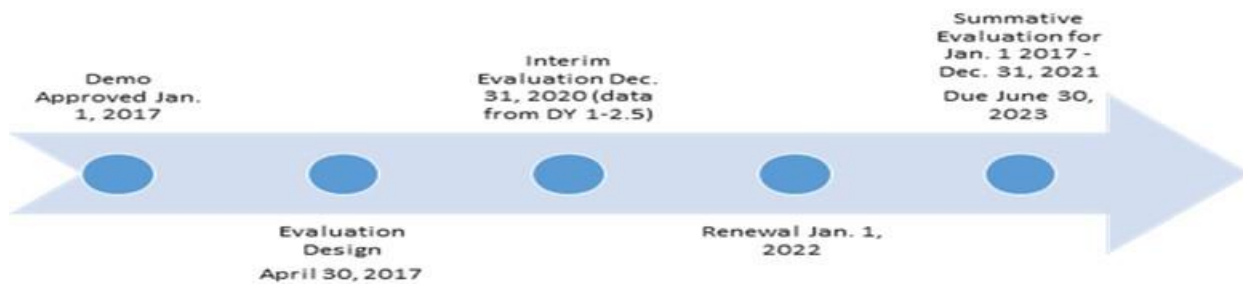 Demo
Approved Jan.
1, 2017
Evaluation
Design
April 30, 2017
Interim
Evaluation Dec.
31, 2020 (data
from DY 1-2.5)
Renewal Jan. 1,
2022
Summative
Evaluation for
Jan. 1 2017 -
Dec. 31, 2021
Due June 30,
2023